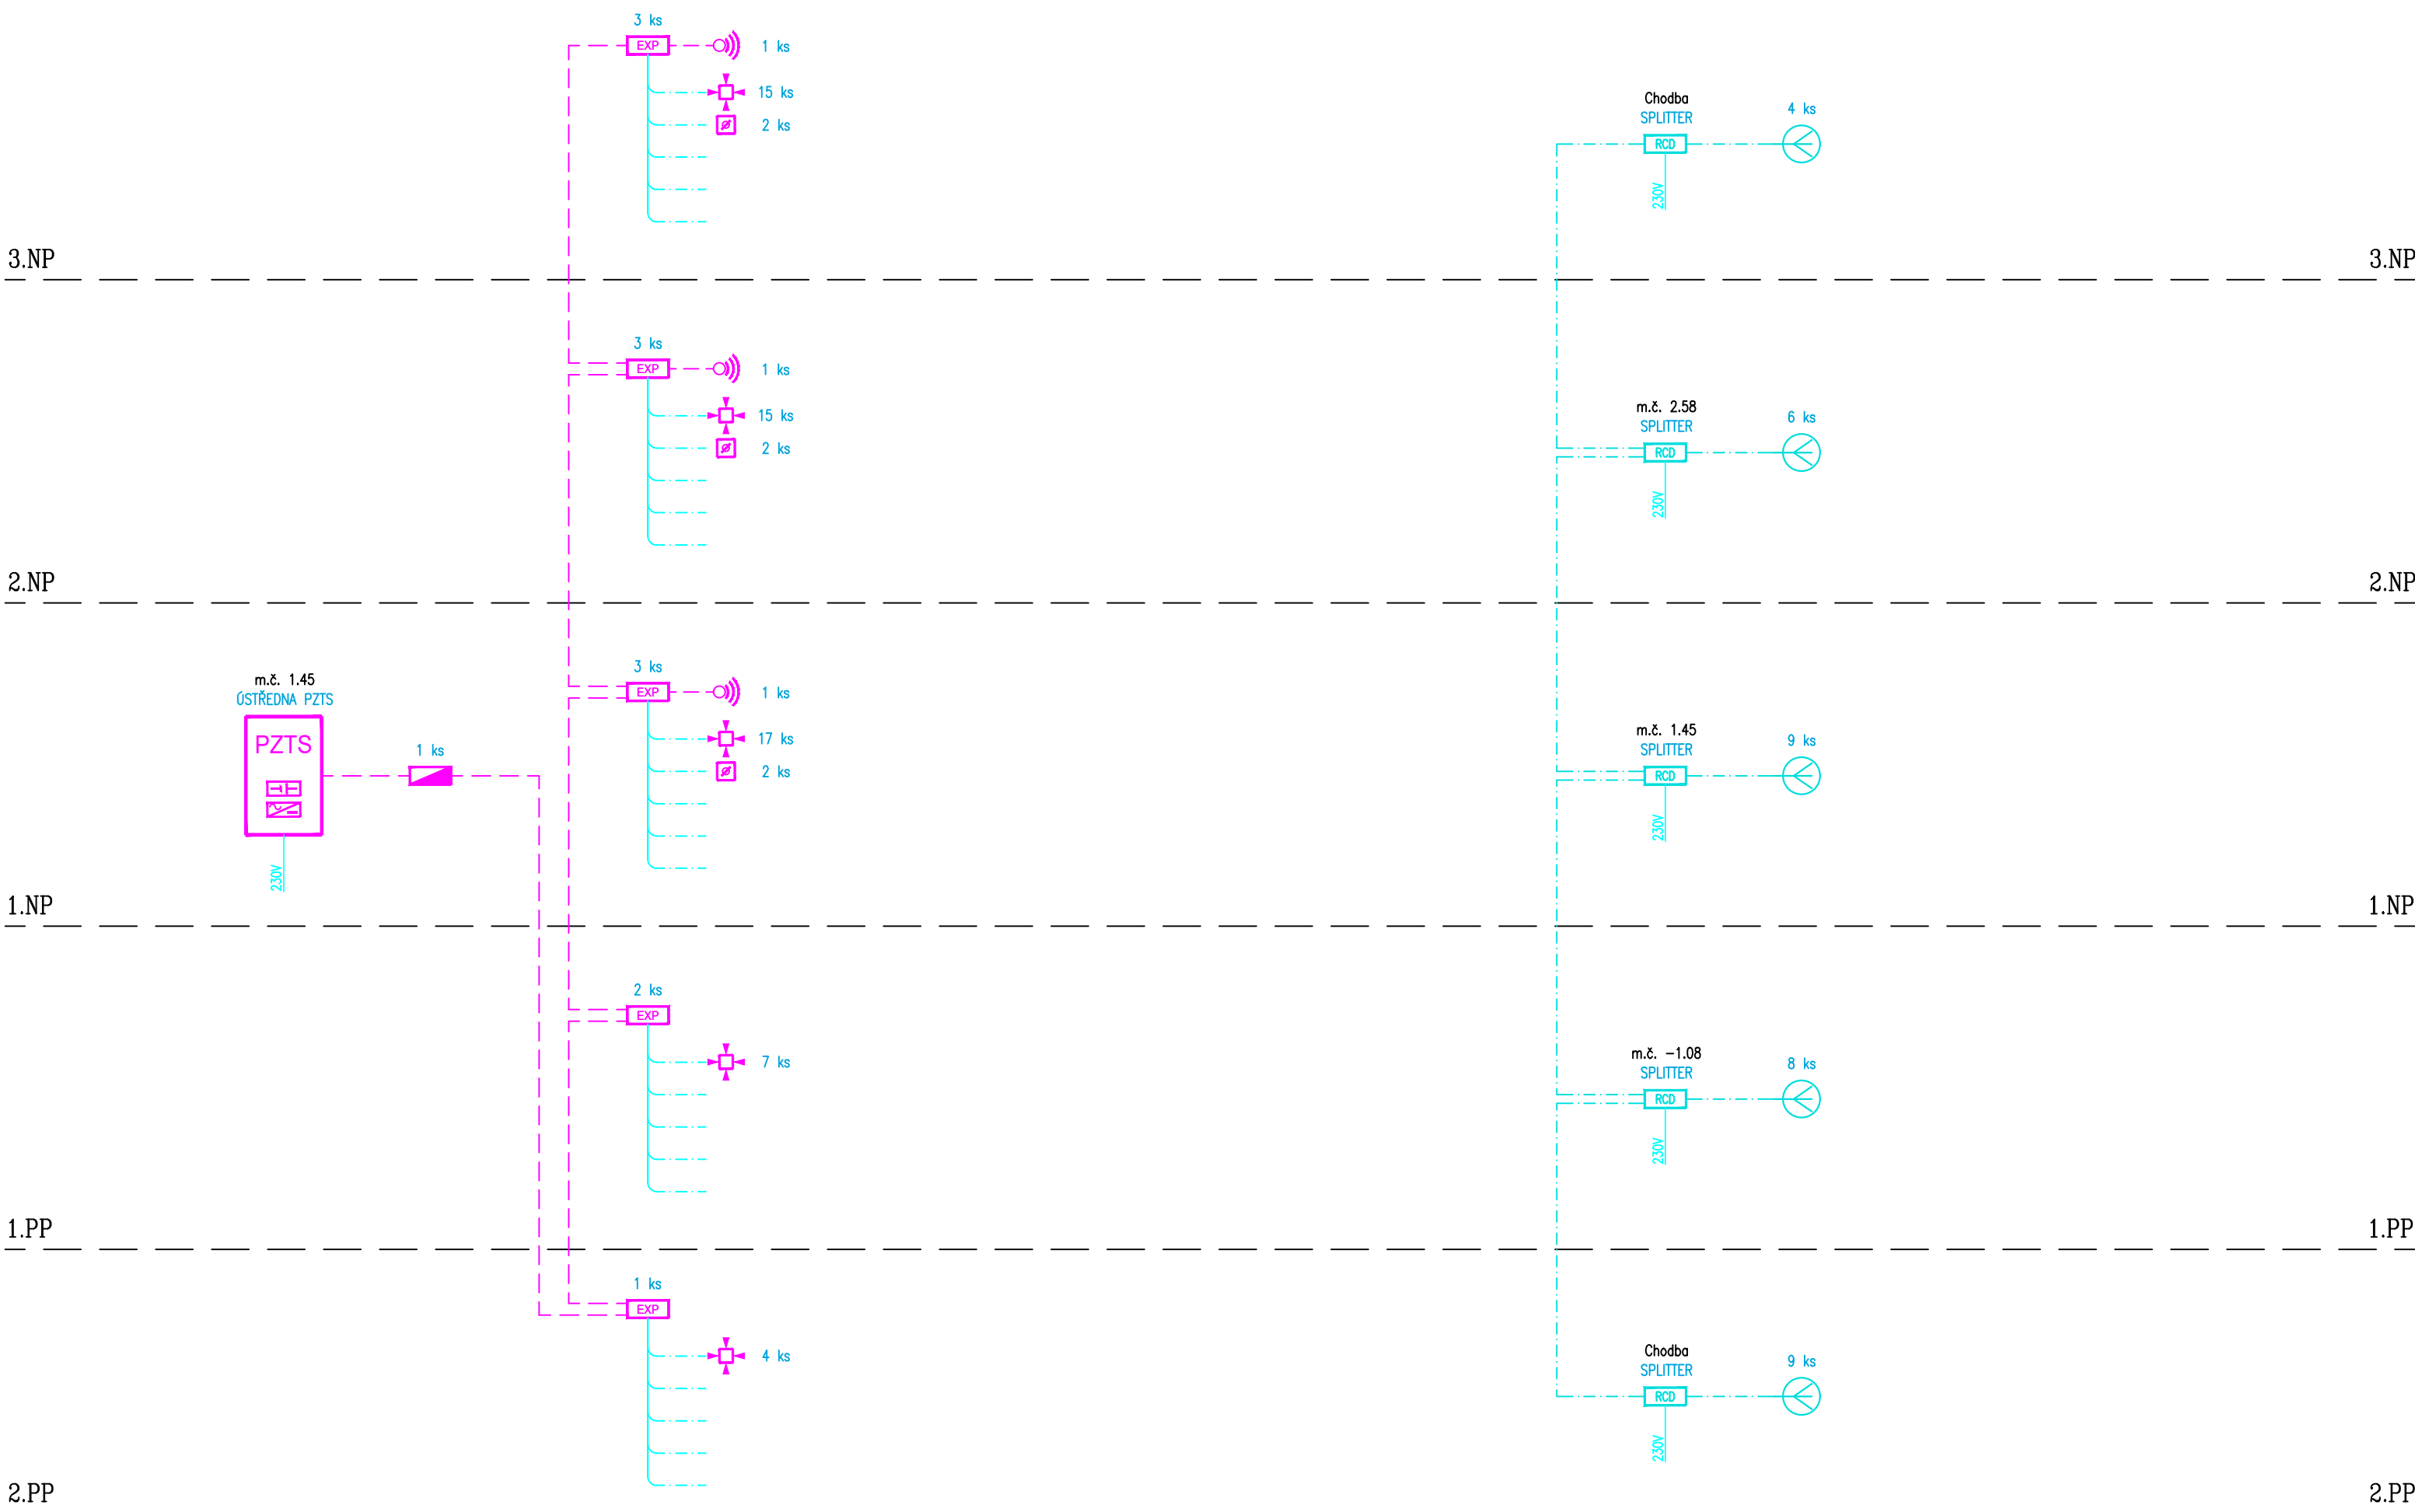 3 ks
EXP
1 ks
15 ks
2 ks
Chodba
SPLITTER
4 ks
RCD
230V
3.NP
3.NP
3 ks
EXP
1 ks
15 ks
2 ks
m.č. 2.58
SPLITTER
6 ks
RCD
230V
2.NP
2.NP
m.č. 1.45
ÚSTŘEDNA PZTS
PZTS
230V
1 ks
3 ks
EXP
1 ks
17 ks
2 ks
m.č. 1.45
SPLITTER
9 ks
RCD
230V
1.NP
1.NP
2 ks
EXP
7 ks
m.č. -1.08
SPLITTER
8 ks
RCD
230V
1.PP
1.PP
1 ks
EXP
4 ks
Chodba
SPLITTER
9 ks
RCD
230V
2.PP
2.PP